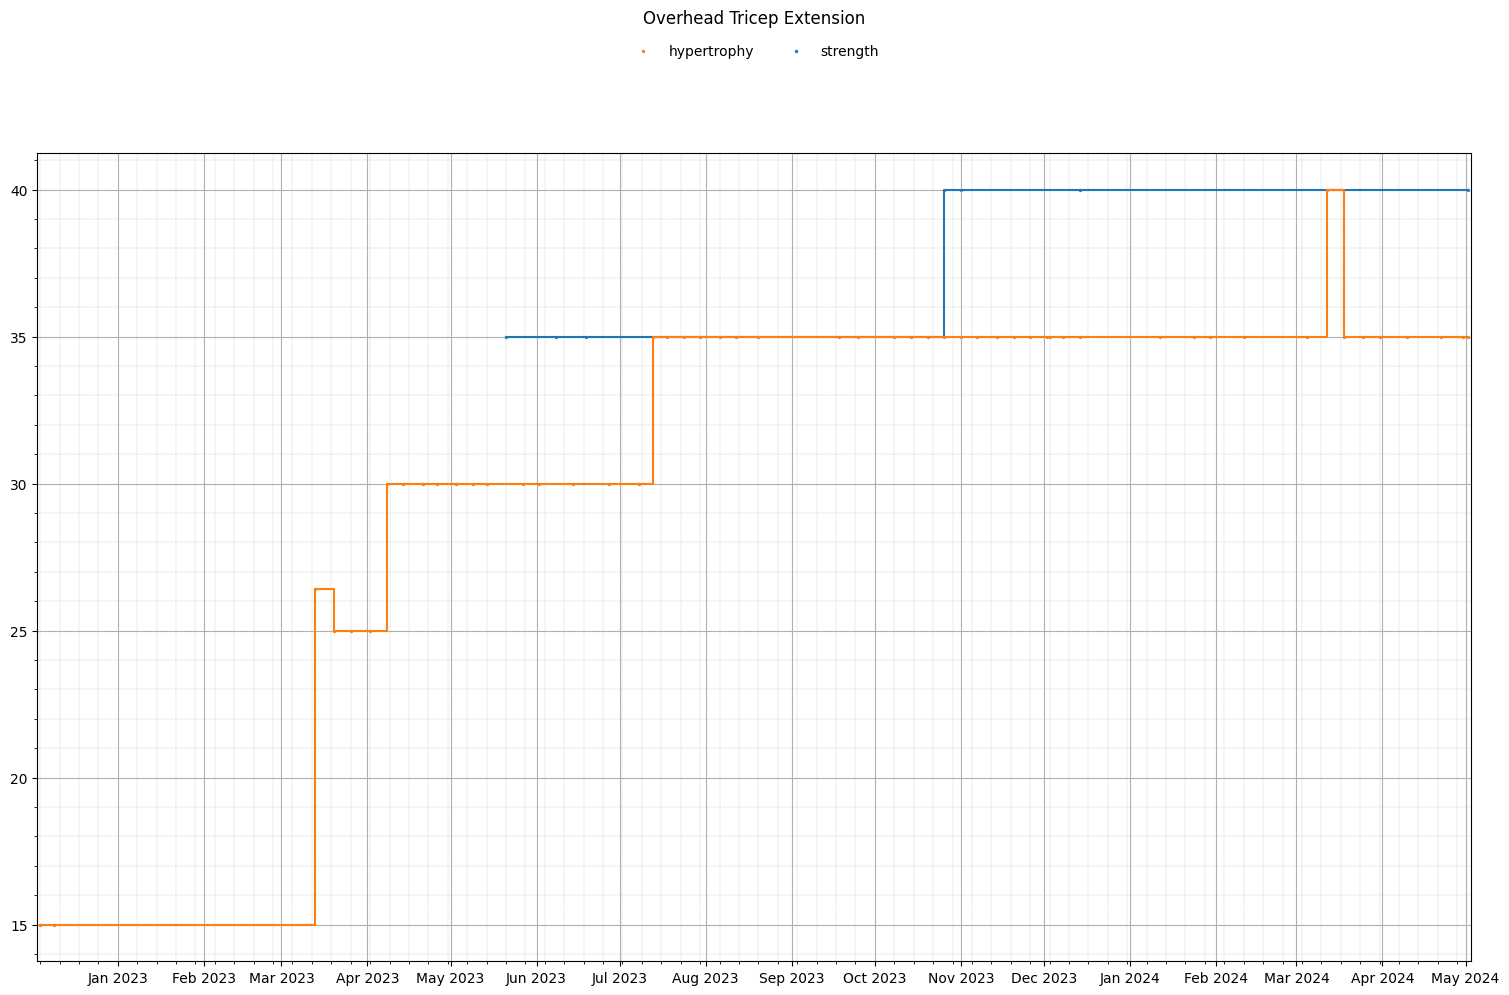 Overhead Tricep Extension
hypertrophy strength
40
35
30
25
20
15
Jan 2023 Feb 2023 Mar 2023 Apr 2023 May 2023 Jun 2023 Jul 2023 Aug 2023 Sep 2023 Oct 2023 Nov 2023 Dec 2023 Jan 2024 Feb 2024 Mar 2024 Apr 2024 May 2024